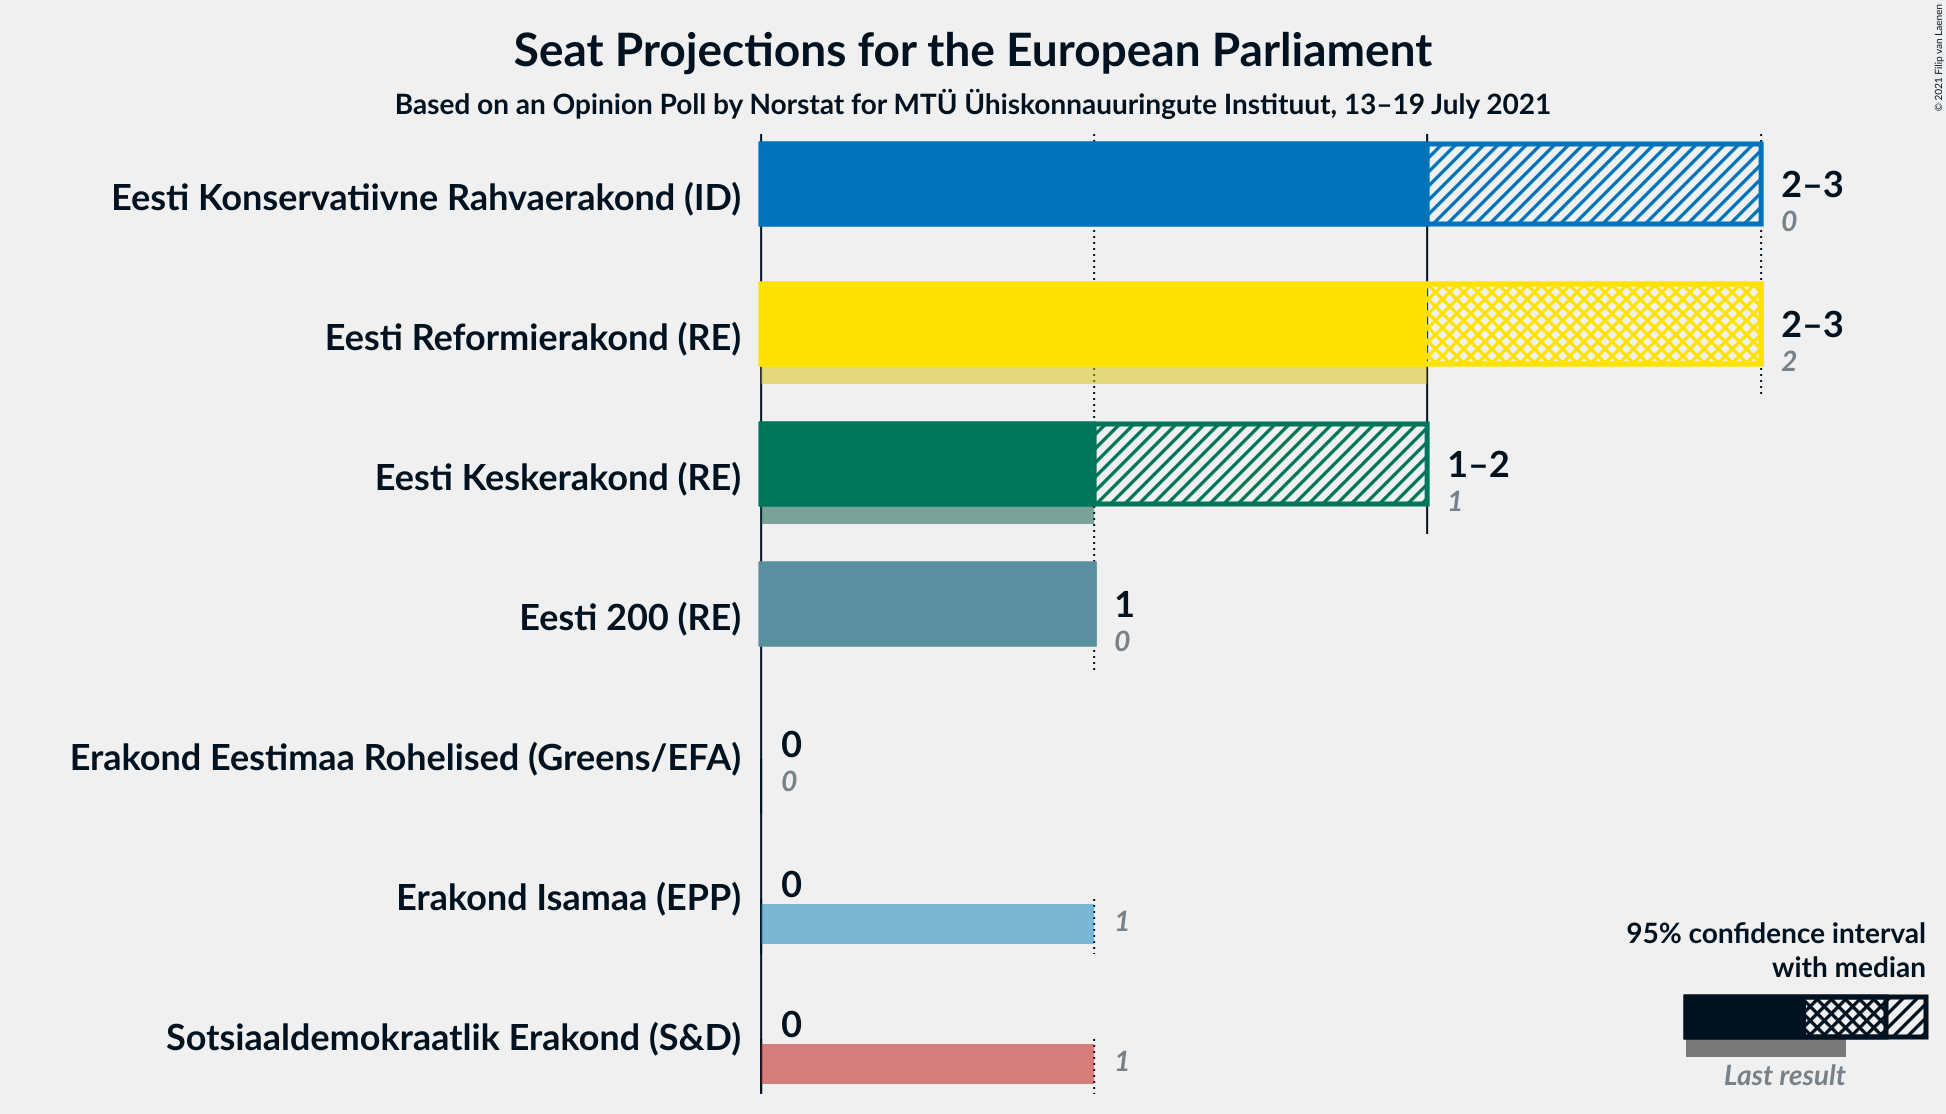 Seat Projections for the European Parliament
Based on an Opinion Poll by Norstat for MTÜ Ühiskonnauuringute Instituut, 13–19 July 2021
© 2021 Filip van Laenen
Eesti Konservatiivne Rahvaerakond (ID)
2–3
0
Eesti Reformierakond (RE)
2–3
2
Eesti Keskerakond (RE)
1–2
1
Eesti 200 (RE)
1
0
Erakond Eestimaa Rohelised (Greens/EFA)
0
0
Erakond Isamaa (EPP)
0
1
Sotsiaaldemokraatlik Erakond (S&D)
0
1
95% confidence interval
with median
Last result